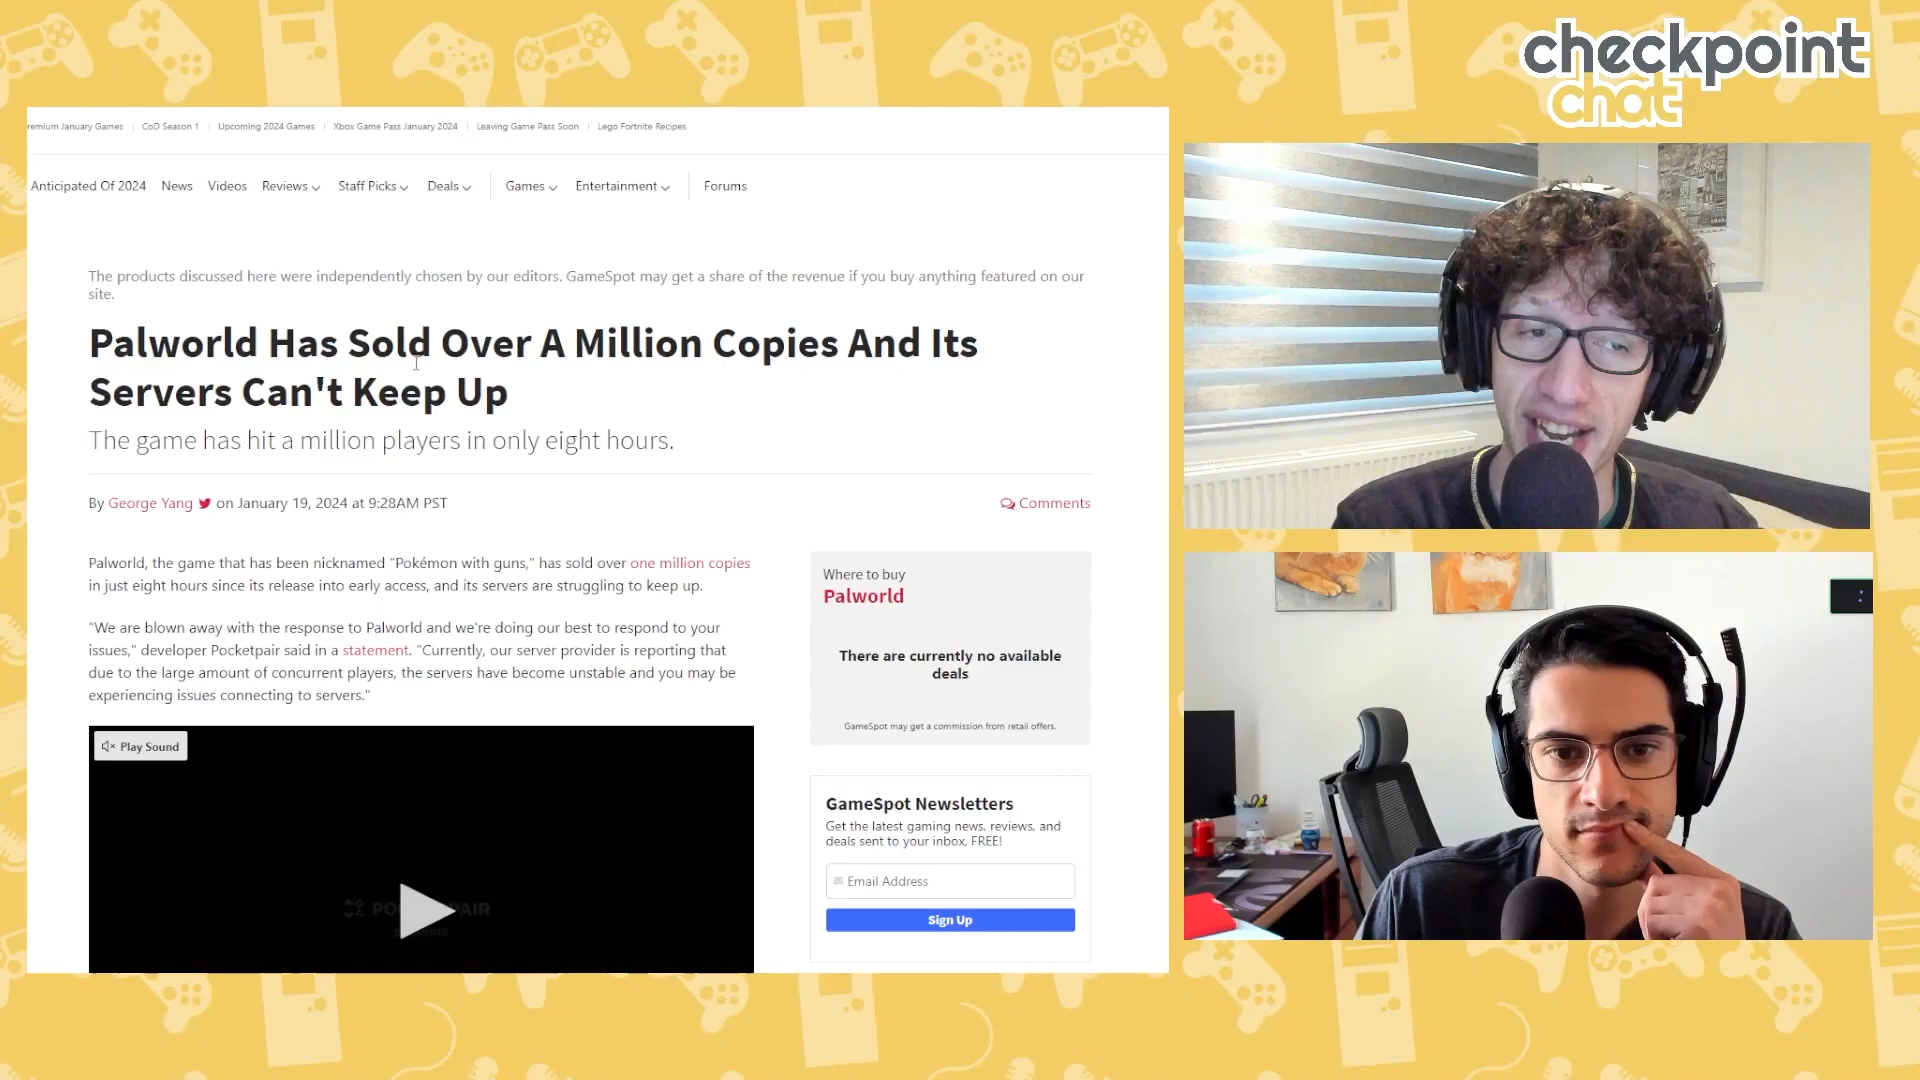 checkpoint
chat
remium January Games
CoD Season 1
Upcoming 2024 Games
Xbox Game Pass January 2024
Leaving Game Pass Soon
Lego Fortnite Recipes
Anticipated Of 2024
News
Videos
Reviews
Staff Picks
Deals
Games
Entertainment
Forums
The products discussed here were independently chosen by our editors. GameSpot may get a share of the revenue if you buy anything featured on our
site.
Palworld Has Sold Over A Million Copies And Its
Servers Can't Keep Up
The game has hit a million players in only eight hours.
By George Yang on January 19, 2024 at 9:28AM PST
Comments
Palworld, the game that has been nicknamed "Pokémon with guns," has sold over one million copies
in just eight hours since its release into early access, and its servers are struggling to keep up.
"We are blown away with the response to Palworld and we're doing our best to respond to your
issues," developer Pocketpair said in a statement. "Currently, our server provider is reporting that
due to the large amount of concurrent players, the servers have become unstable and you may be
experiencing issues connecting to servers."
Play Sound
Where to buy
Palworld
There are currently no available
deals
GameSpot may get a commission from retail offers.
GameSpot Newsletters
Get the latest gaming news, reviews, and
deals sent to your inbox, FREE!
Email Address
Sign Up